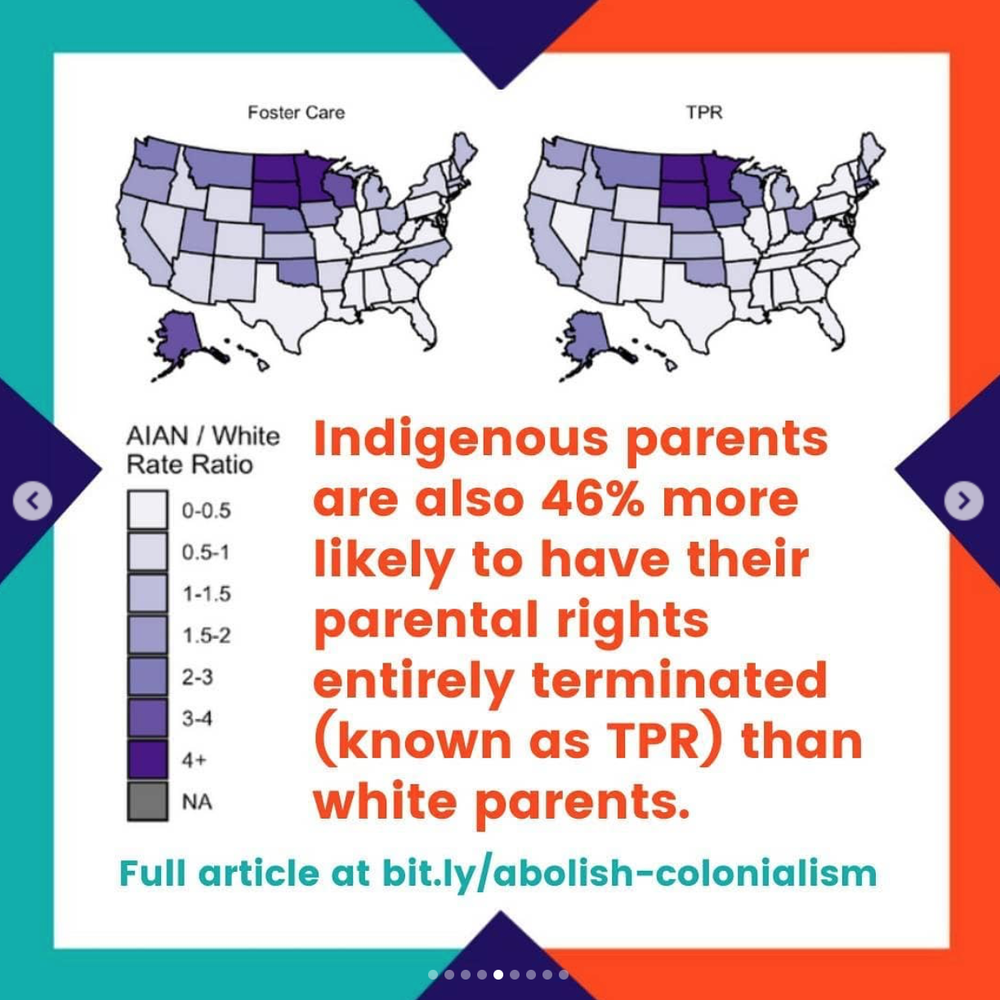 Foster Care
TPR
AIAN / White
Rate Ratio
0-0.5
0.5-1
1-1.5
1.5-2
2-3
3-4
4+
NA
Indigenous parents
are also 46% more
likely to have their
parental rights
entirely terminated
(known as TPR) than
white parents.
Full article at bit.ly/abolish-colonialism